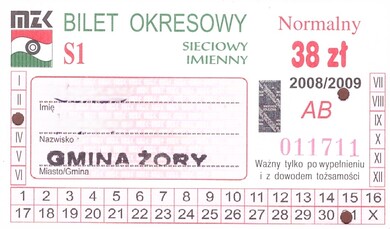 MZK BILET OKRESOWY Normalny
S1 SIECIOWY IMIENNY 38 zł
2008/2009
I
II
III
IV
V
VI
Imię
Nazwisko
GMINA ŻORY
Miasto/Gmina
AB
011711
Ważny tylko po wypełnieniu
i z dowodem tożsamości
VII
VIII
IX
X
XI
XII
1 2 3 4 5 6 7 8 9 10 11 12 13 14 15 16
17 18 19 20 21 22 23 24 25 26 27 28 29 30 31 X